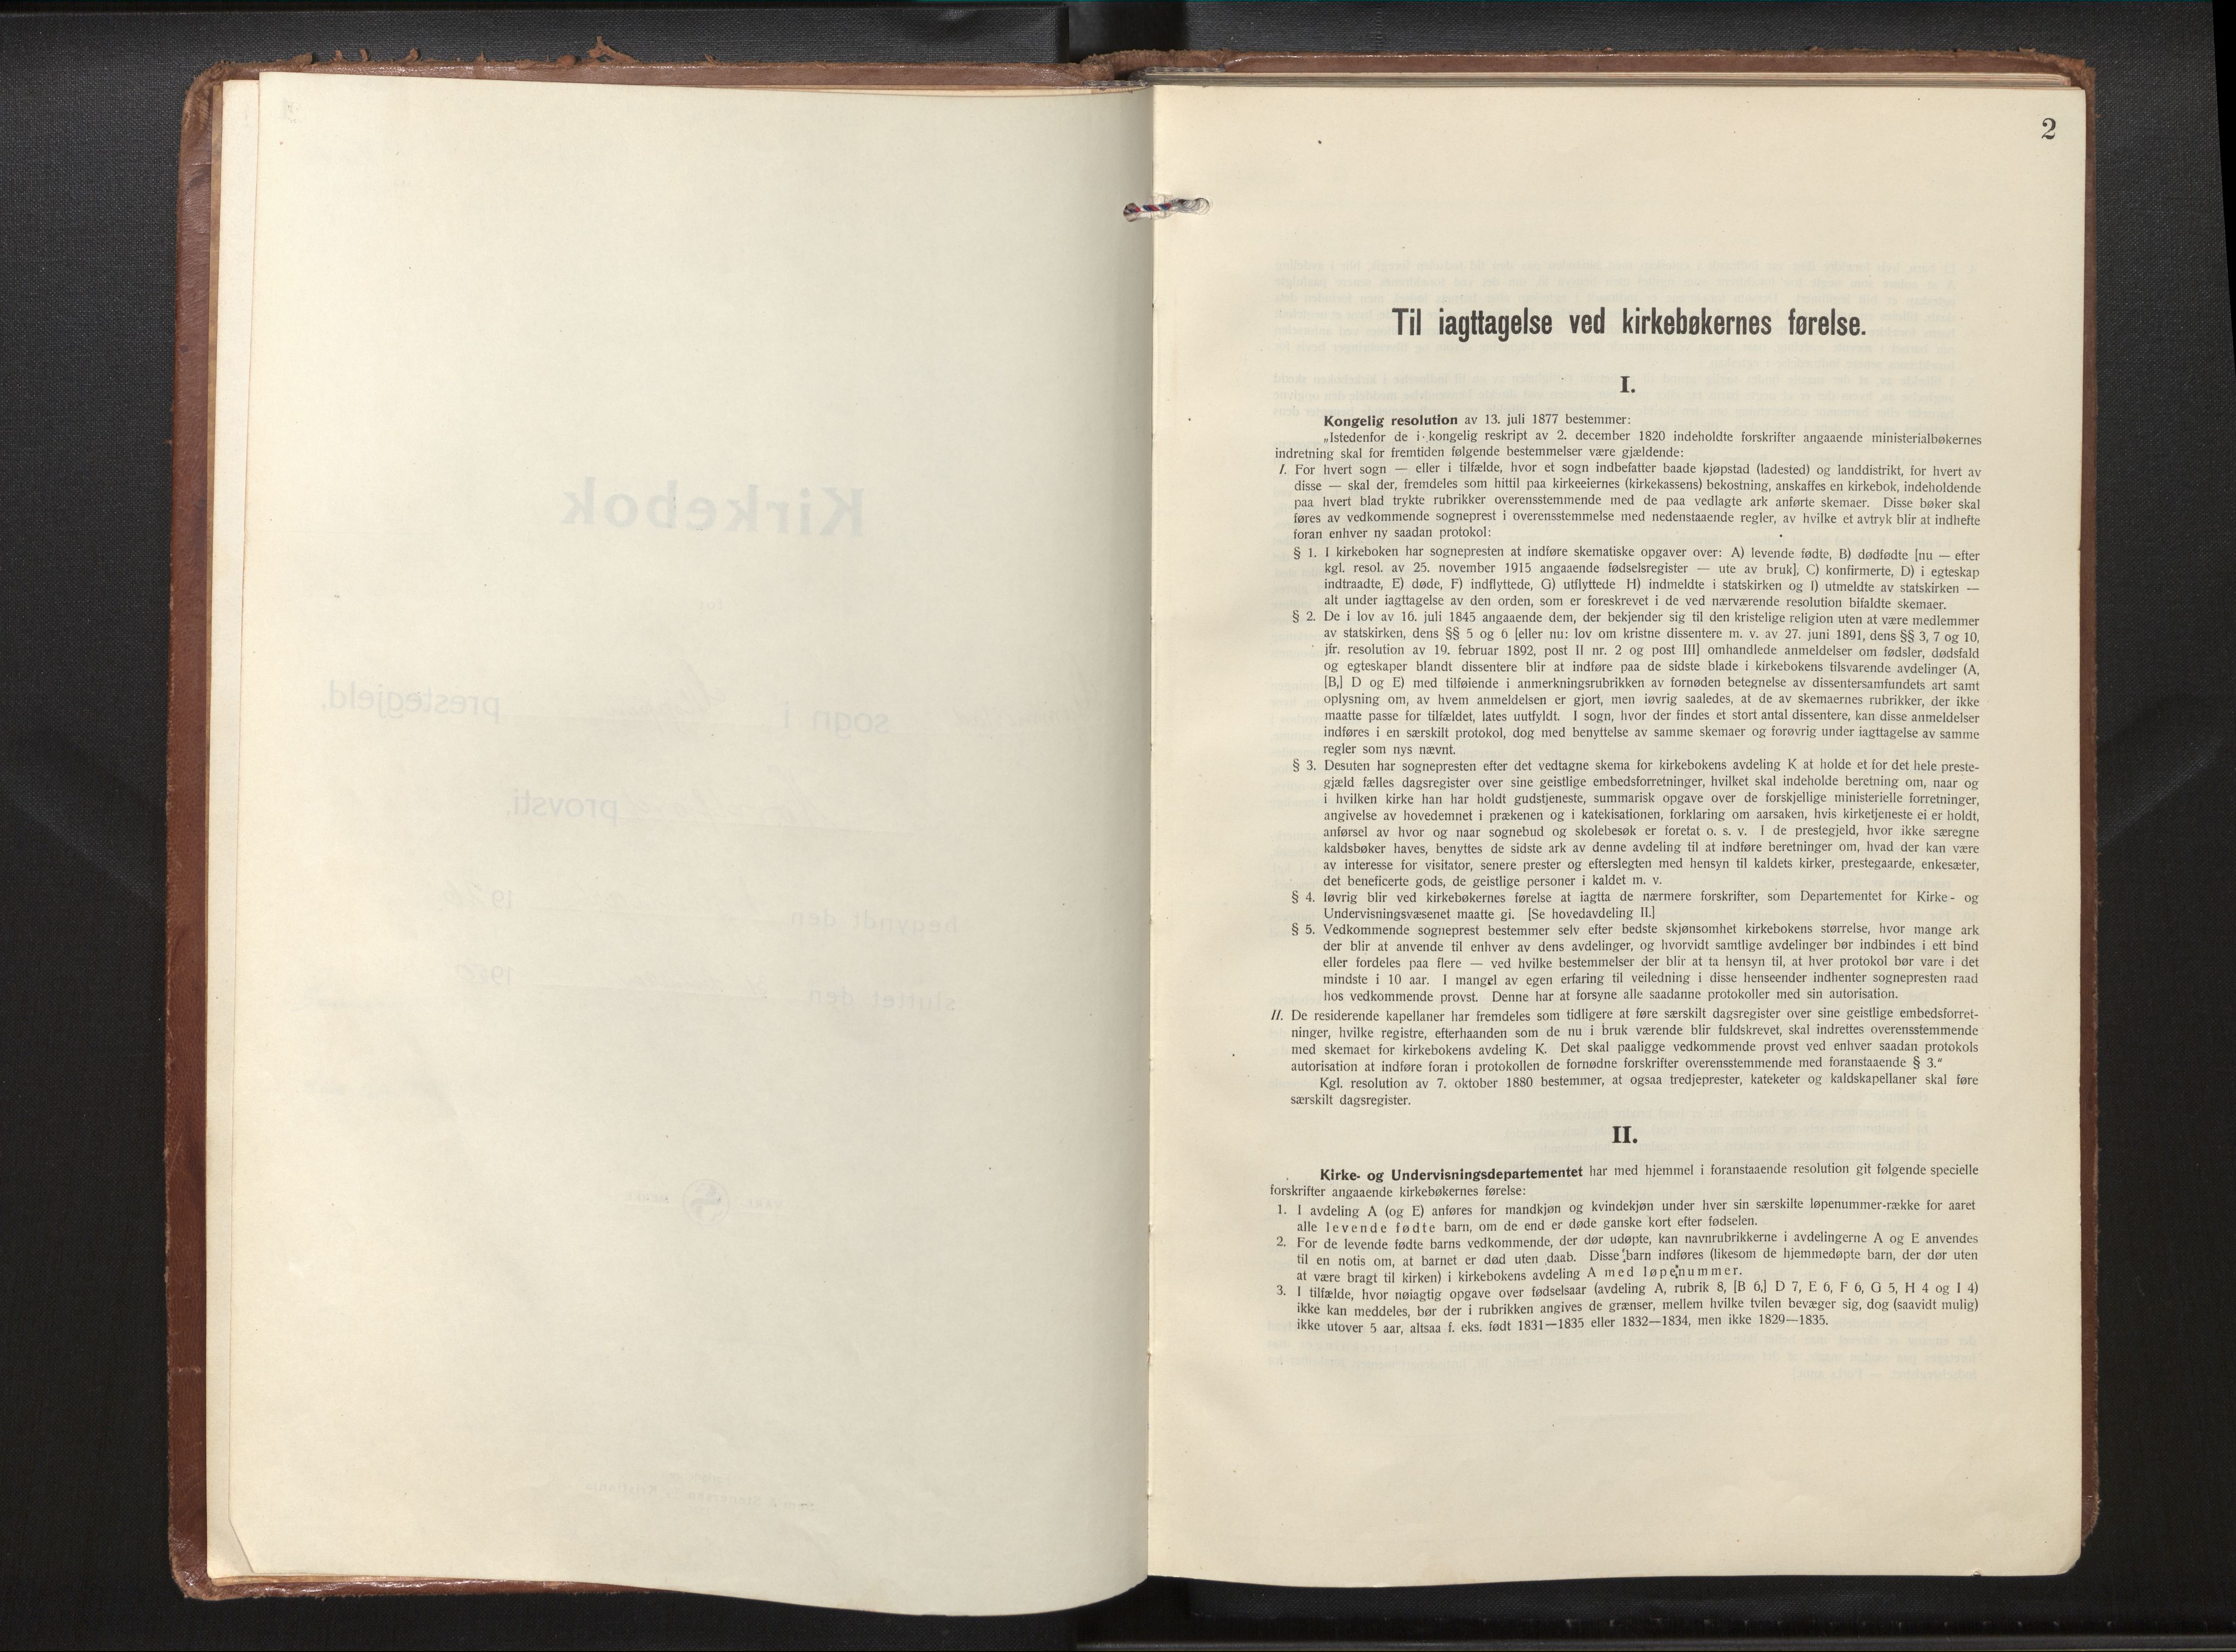 2
Til iagttagelse ved kirkebøkernes førelse.
I.
Kongelig resolution av 13. juli 1877 bestemmer:
„Istedenfor de i kongelig reskript av 2. december 1820 indeholdte forskrifter angaaende ministerialbøkernes
indretning skal for fremtiden følgende bestemmelser være gjældende:
I. For hvert sogn — eller i tilfælde, hvor et sogn indbefatter baade kjøpstad (ladested) og landdistrikt, for hvert av
disse — skal der, fremdeles som hittil paa kirkeeiernes (kirkekassens) bekostning, anskaffes en kirkebok, indeholdende
paa hvert blad trykte rubrikker overensstemmende med de paa vedlagte ark anførte skemaer. Disse bøker skal
føres av vedkommende sogneprest i overensstemmelse med nedenstaaende regler, av hvilke et avtryk blir at indhefte
foran enhver ny saadan protokol:
§ 1. I kirkeboken har sognepresten at indføre skematiske opgaver over: A) levende fødte, B) dødfødte [nu — efter
kgl. resol. av 25. november 1915 angaaende fødselsregister — ute av bruk], C) konfirmerte, D) i egteskap
indtraadte, E) døde, F) indflyttede, G) utflyttede H) indmeldte i statskirken og I) utmeldte av statskirken —
alt under iagttagelse av den orden, som er foreskrevet i de ved nærværende resolution bifaldte skemaer.
§ 2. De i lov av 16. juli 1845 angaaende dem, der bekjender sig til den kristelige religion uten at være medlemmer
av statskirken, dens §§ 5 og 6 [eller nu: lov om kristne dissentere m. v. av 27. juni 1891, dens §§ 3, 7 og 10,
jfr. resolution av 19. februar 1892, post II nr. 2 og post III] omhandlede anmeldelser om fødsler, dødsfald
og egteskaper blandt dissentere blir at indføre paa de sidste blade i kirkebokens tilsvarende avdelinger (A,
[B,] D og E) med tilføiende i anmerkningsrubrikken av fornøden betegnelse av dissentersamfundets art samt
oplysning om, av hvem anmeldelsen er gjort, men iøvrig saaledes, at de av skemaernes rubrikker, der ikke
maatte passe for tilfældet, lates uutfyldt. I sogn, hvor der findes et stort antal dissentere, kan disse anmeldelser
indføres i en særskilt protokol, dog med benyttelse av samme skemaer og forøvrig under iagttagelse av samme
regler som nys nævnt.
§ 3. Desuten har sognepresten efter det vedtagne skema for kirkebokens avdeling K at holde et for det hele preste-
gjæld fælles dagsregister over sine geistlige embedsforretninger, hvilket skal indeholde beretning om, naar og
i hvilken kirke han har holdt gudstjeneste, summarisk opgave over de forskjellige ministerielle forretninger,
angivelse av hovedemnet i prækenen og i katekisationen, forklaring om aarsaken, hvis kirketjeneste ei er holdt,
anførsel av hvor og naar sognebud og skolebesøk er foretat o. s. v. I de prestegjeld, hvor ikke særegne
kaldsbøker haves, benyttes de sidste ark av denne avdeling til at indføre beretninger om, hvad der kan være
av interesse for visitator, senere prester og efterslegten med hensyn til kaldets kirker, prestegaarde, enkesæter,
det beneficerte gods, de geistlige personer i kaldet m. v.
§ 4. Iøvrig blir ved kirkebøkernes førelse at iagtta de nærmere forskrifter, som Departementet for Kirke- og
Undervisningsvæsenet maatte gi. [Se hovedavdeling II.]
§ 5. Vedkommende sogneprest bestemmer selv efter bedste skjønsomhet kirkebokens størrelse, hvor mange ark
der blir at anvende til enhver av dens avdelinger, og hvorvidt samtlige avdelinger bør indbindes i ett bind
eller fordeles paa flere — ved hvilke bestemmelser der blir at ta hensyn til, at hver protokol bør vare i det
mindste i 10 aar. I mangel av egen erfaring til veiledning i disse henseender indhenter sognepresten raad
hos vedkommende provst. Denne har at forsyne alle saadanne protokoller med sin autorisation.
II. De residerende kapellaner har fremdeles som tidligere at føre særskilt dagsregister over sine geistlige embedsforret-
ninger, hvilke registre, efterhaanden som de nu i bruk værende blir fuldskrevet, skal indrettes overensstemmende
med skemaet for kirkebokens avdeling K. Det skal paaligge vedkommende provst ved enhver saadan protokols
autorisation at indføre foran i protokollen de fornødne forskrifter overensstemmende med foranstaaende § 3.“
Kgl. resolution av 7. oktober 1880 bestemmer, at ogsaa tredjeprester, kateketer og kaldskapellaner skal føre
særskilt dagsregister.
II.
Kirke- og Undervisningsdepartementet har med hjemmel i foranstaaende resolution git følgende specielle
forskrifter angaaende kirkebøkernes førelse:
1. I avdeling A (og E) anføres for mandkjøn og kvindekjøn under hver sin særskilte løpenummer-række for aaret
alle levende fødte barn, om de end er døde ganske kort efter fødselen.
2. For de levende fødte barns vedkommende, der dør udøpte, kan navnrubrikkerne i avdelingerne A og E anvendes
til en notis om, at barnet er død uten daab. Disse barn indføres (likesom de hjemmedøpte barn, der dør uten
at være bragt til kirken) i kirkebokens avdeling A med løpenummer.
3. I tilfælde, hvor nøiagtig opgave over fødselsaar (avdeling A, rubrik 8, [B 6,] D 7, E 6, F 6, G 5, H 4 og I 4)
ikke kan meddeles, bør der i rubrikken angives de grænser, mellem hvilke tvilen bevæger sig, dog (saavidt mulig)
ikke utover 5 aar, altsaa f. eks. født 1831—1835 eller 1832—1834, men ikke 1829—1835.